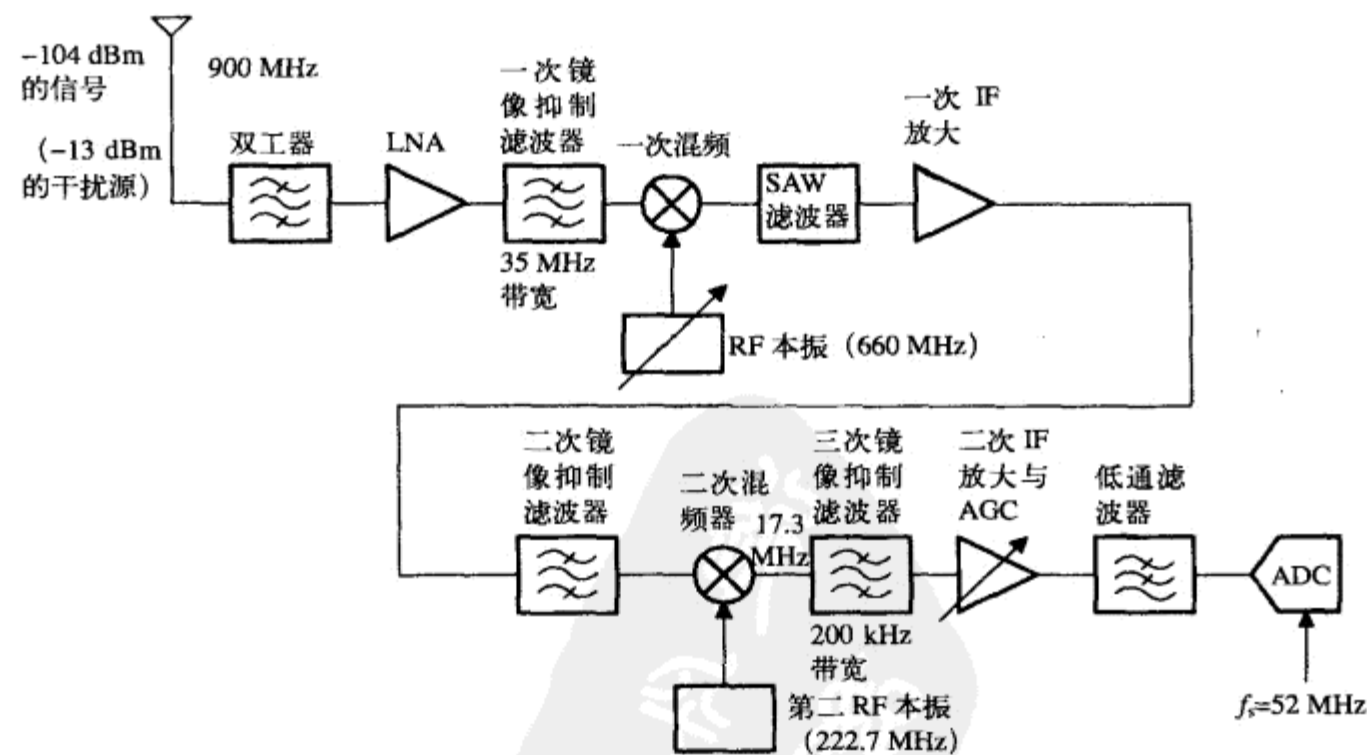 -104 dBm
的信号
（-13 dBm
的干扰源）
900 MHz
双工器
LNA
一次镜
像抑制
滤波器
35 MHz
带宽
一次混频
RF 本振（660 MHz）
SAW
滤波器
一次 IF
放大
二次镜
像抑制
滤波器
二次混
频器
17.3
MHz
第二 RF 本振
（222.7 MHz）
三次镜
像抑制
滤波器
200 kHz
带宽
二次 IF
放大与
AGC
低通滤
波器
ADC
fs=52 MHz